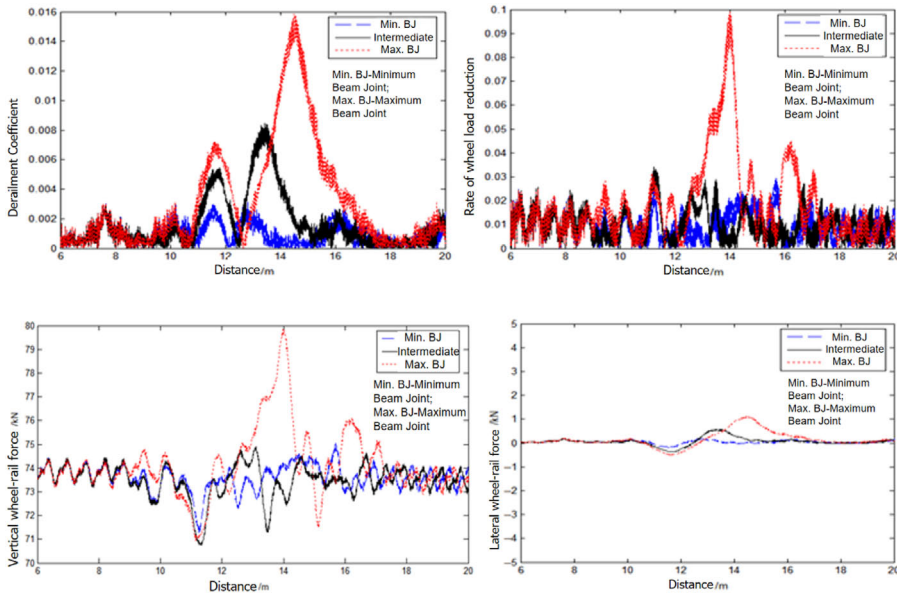 0.016
0.014
0.012
0.01
0.008
0.006
0.004
0.002
0
Derailment Coefficient
6 8 10 12 14 16 18 20
Distance/m
Min. BJ
Intermediate
Max. BJ
Min. BJ-Minimum
Beam Joint;
Max. BJ-Maximum
Beam Joint
0.1
0.09
0.08
0.07
0.06
0.05
0.04
0.03
0.02
0.01
0
Rate of wheel load reduction
6 8 10 12 14 16 18 20
Distance/m
Min. BJ
Intermediate
Max. BJ
Min. BJ-Minimum
Beam Joint;
Max. BJ-Maximum
Beam Joint
80
79
78
77
76
75
74
73
72
71
70
Vertical wheel-rail force /kN
6 8 10 12 14 16 18 20
Distance/m
Min. BJ
Intermediate
Max. BJ
Min. BJ-Minimum
Beam Joint;
Max. BJ-Maximum
Beam Joint
5
4
3
2
1
0
-1
-2
-3
-4
-5
Lateral wheel-rail force /kN
6 8 10 12 14 16 18 20
Distance/m
Min. BJ
Intermediate
Max. BJ
Min. BJ-Minimum
Beam Joint;
Max. BJ-Maximum
Beam Joint